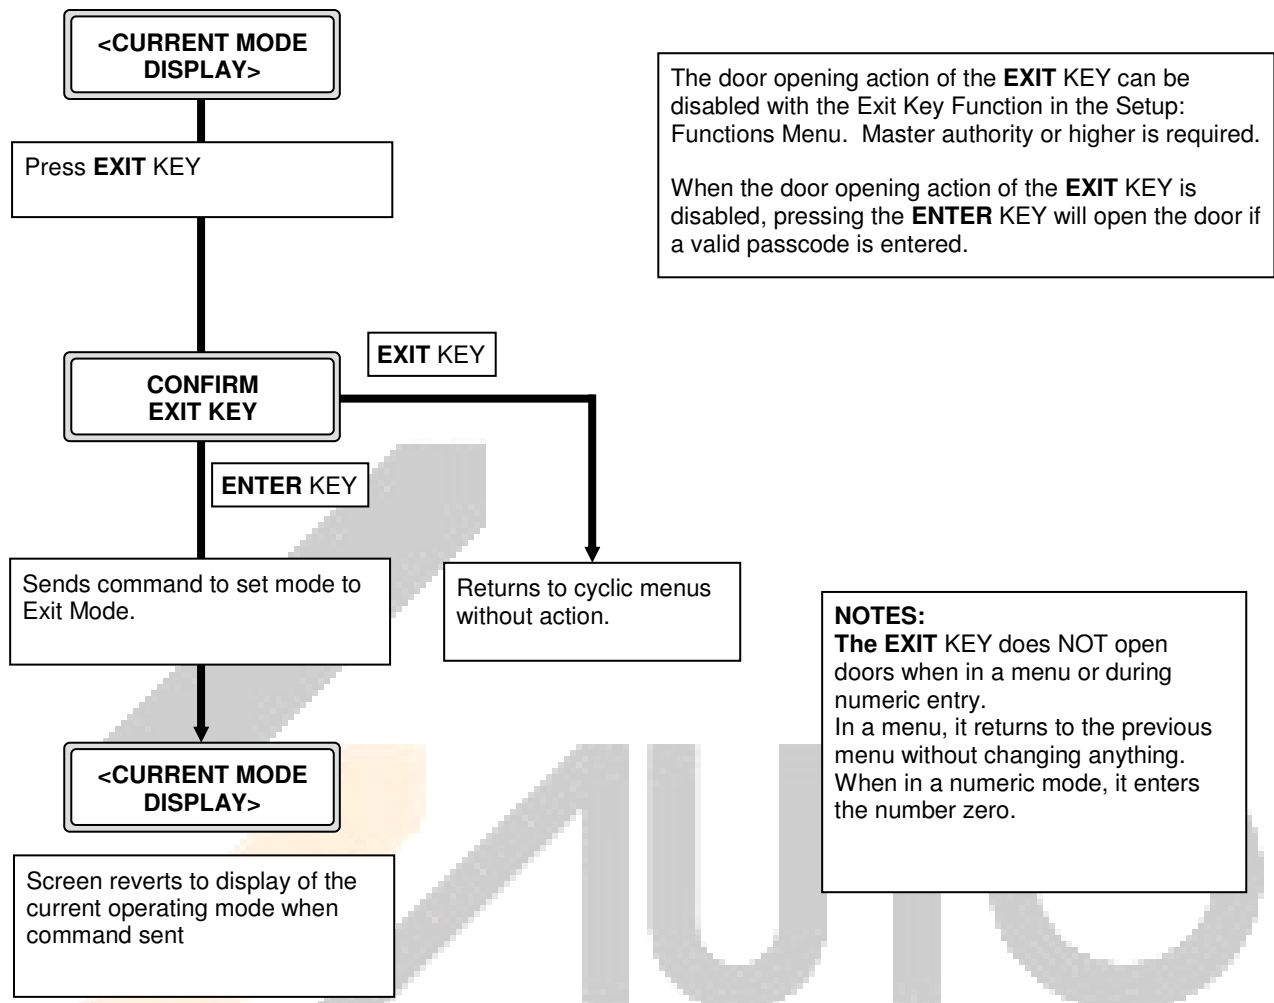 <CURRENT MODE
DISPLAY>
Press EXIT KEY
The door opening action of the EXIT KEY can be
disabled with the Exit Key Function in the Setup:
Functions Menu.  Master authority or higher is required.
When the door opening action of the EXIT KEY is
disabled, pressing the ENTER KEY will open the door if
a valid passcode is entered.
CONFIRM
EXIT KEY
EXIT KEY
ENTER KEY
Sends command to set mode to
Exit Mode.
Returns to cyclic menus
without action.
<CURRENT MODE
DISPLAY>
Screen reverts to display of the
current operating mode when
command sent
NOTES:
The EXIT KEY does NOT open
doors when in a menu or during
numeric entry.
In a menu, it returns to the previous
menu without changing anything.
When in a numeric mode, it enters
the number zero.
AUTO